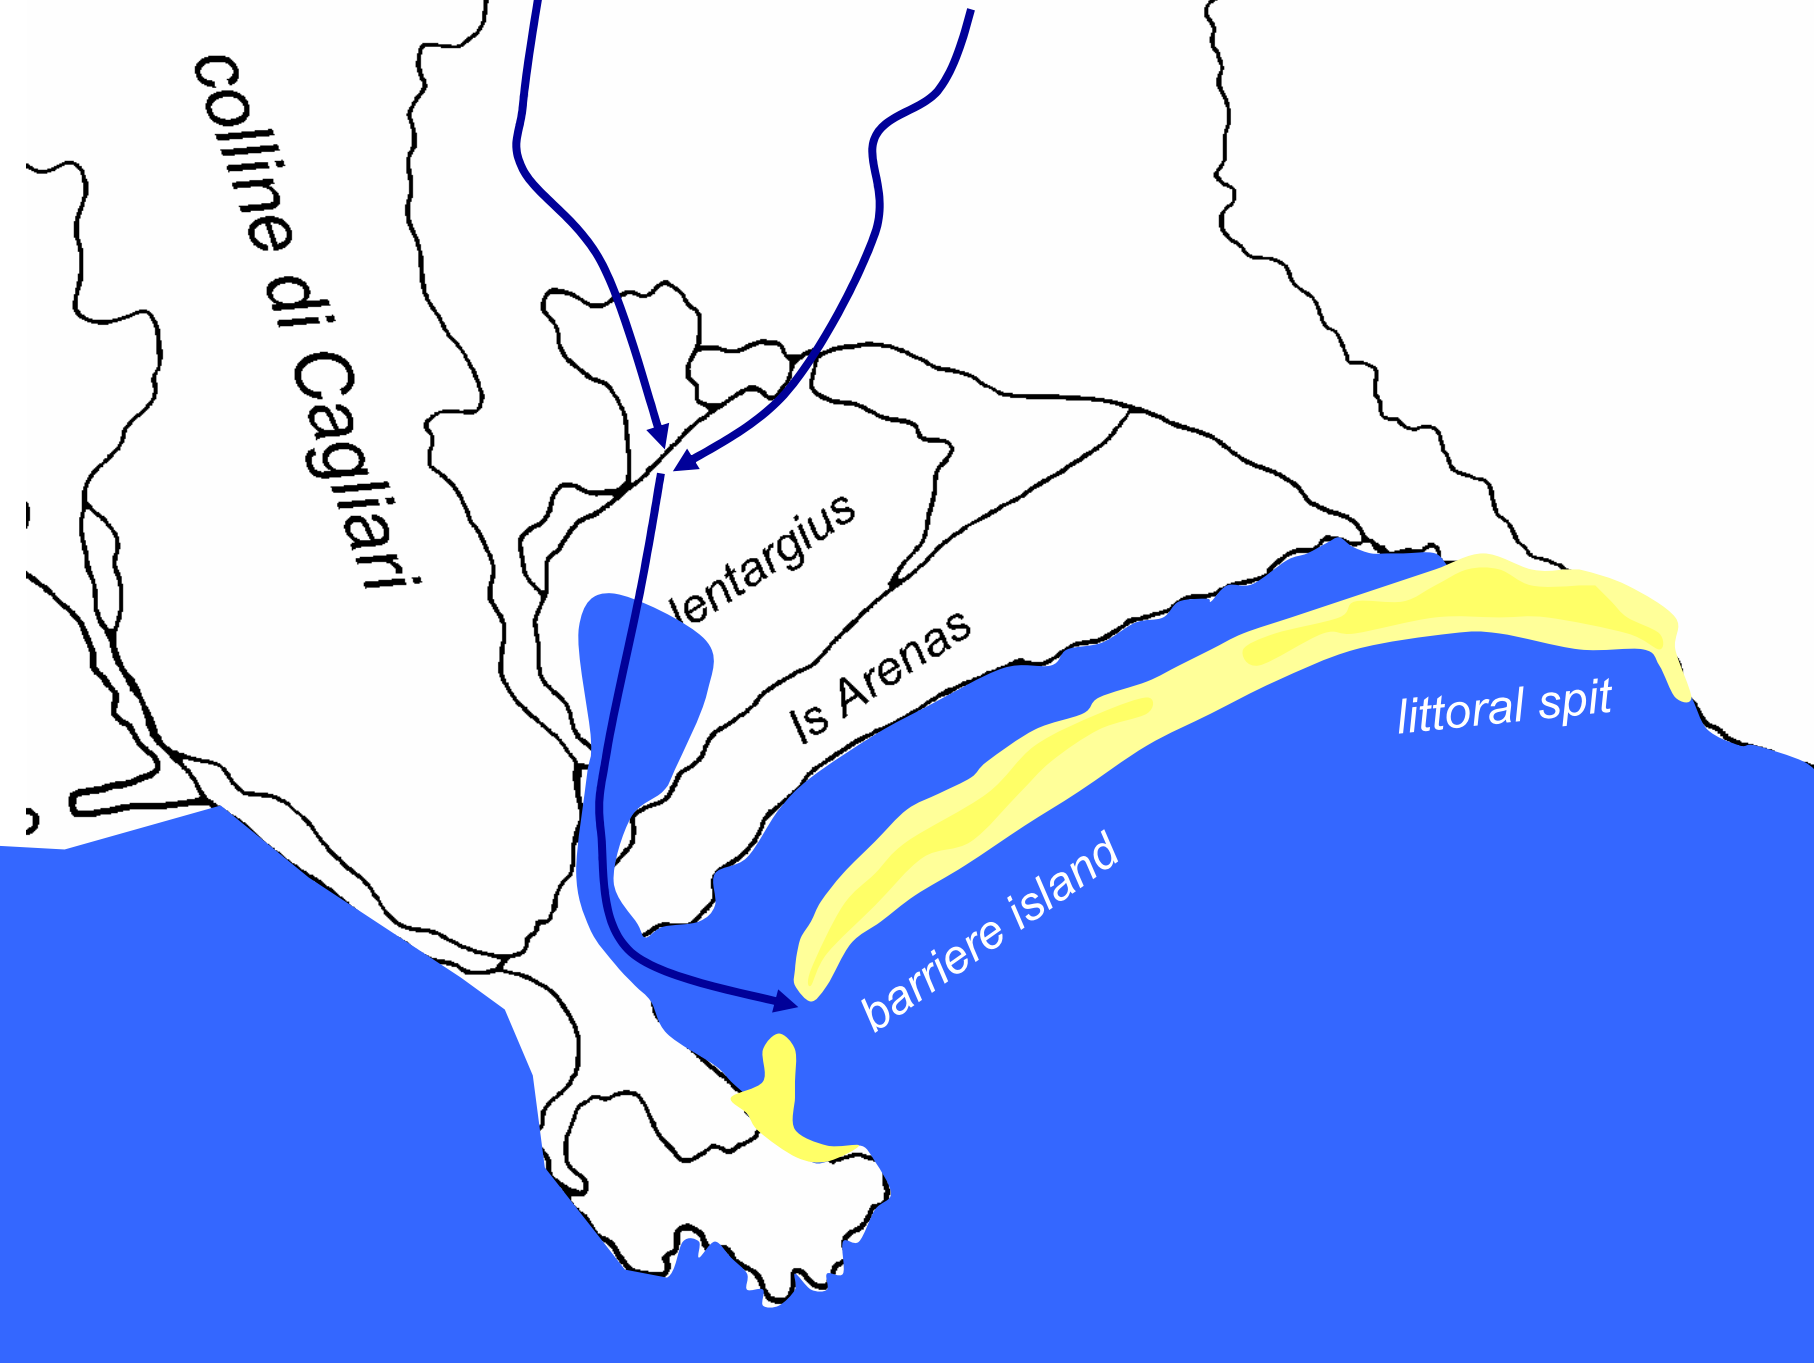 colline di Cagliari
lentargius
Is Arenas
littoral spit
barriere island